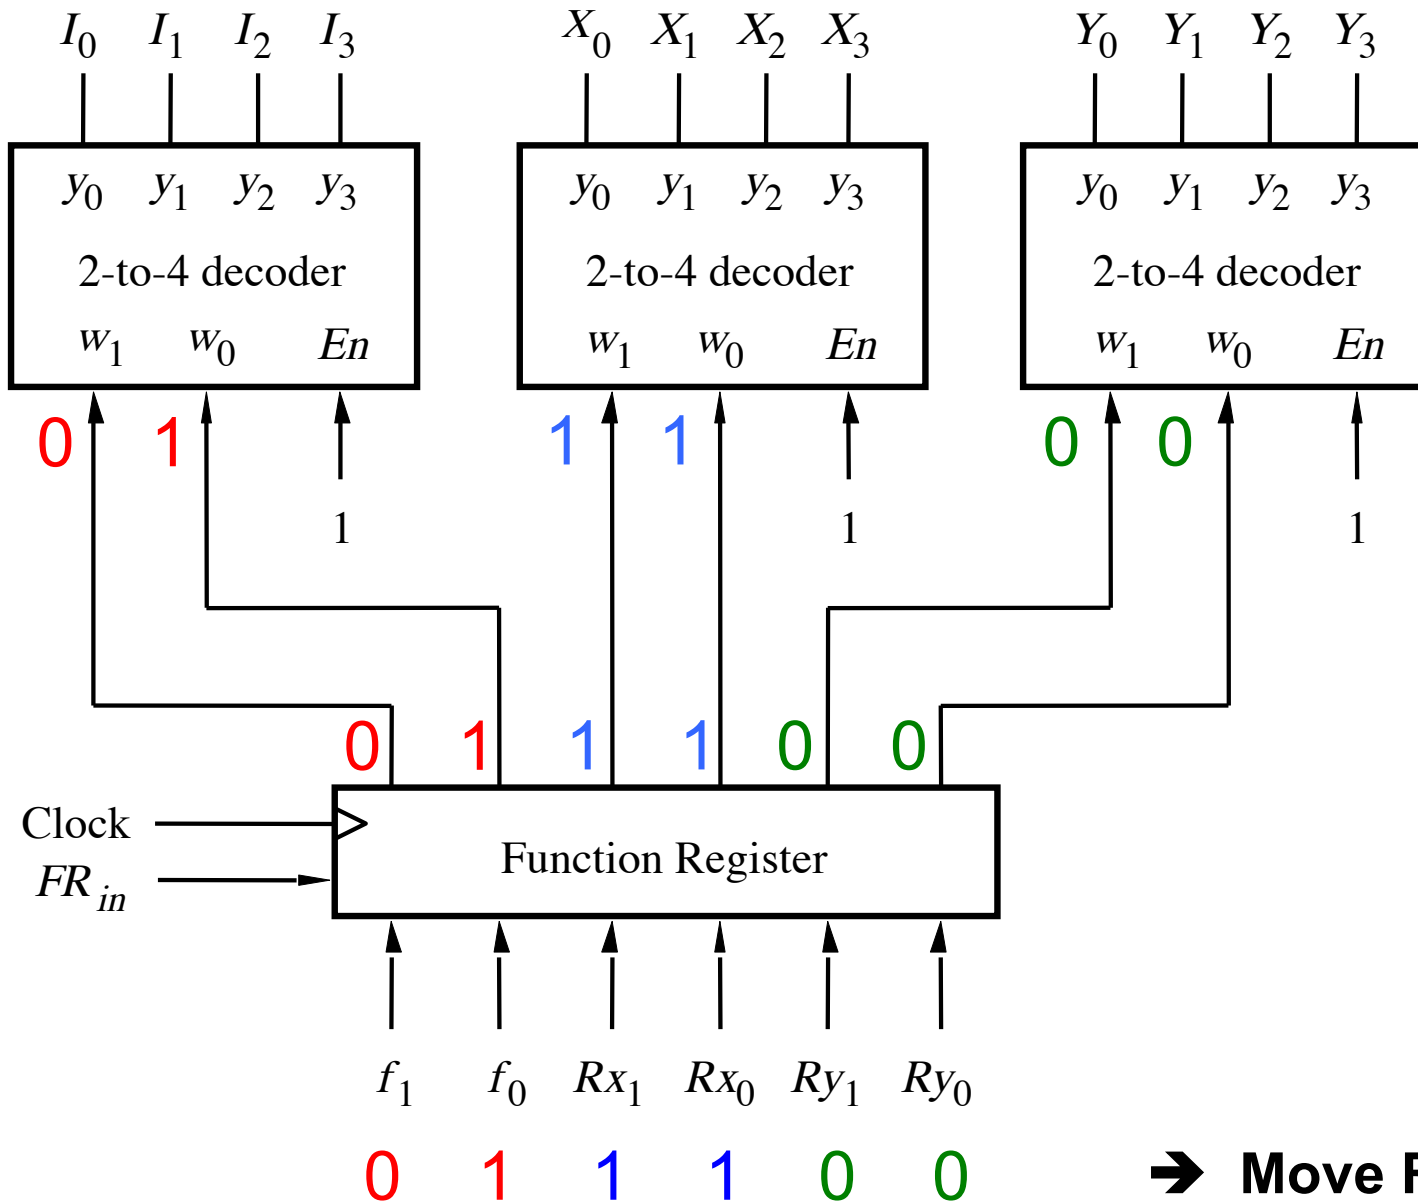 I0 I1 I2 I3 X0 X1 X2 X3 Y0 Y1 Y2 Y3
y0 y1 y2 y3 y0 y1 y2 y3 y0 y1 y2 y3
2-to-4 decoder 2-to-4 decoder 2-to-4 decoder
w1 w0 En w1 w0 En w1 w0 En
0 1 1 1 0 0
1 1 1
0 1 1 1 0 0
Clock
Function Register
FR in
f1 f0 Rx1 Rx0 Ry1 Ry0
0 1 1 1 0 0 ➔ Move